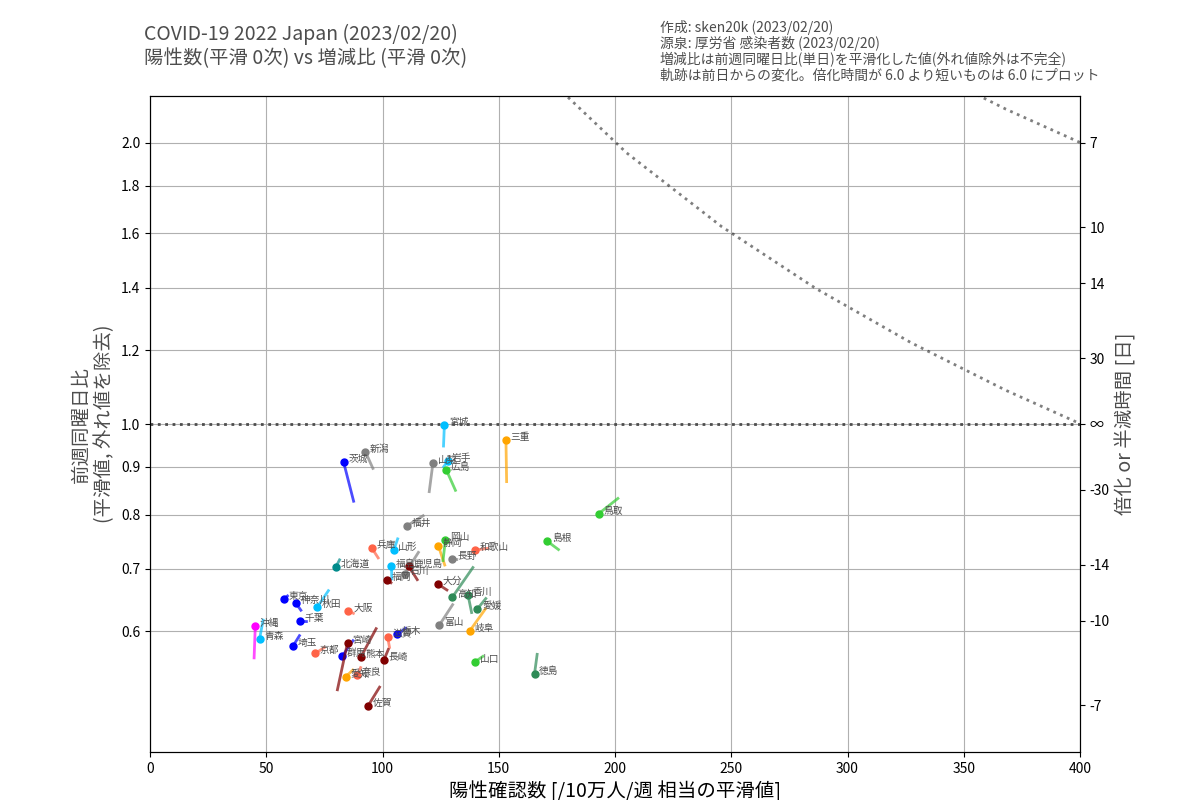 COVID-19 2022 Japan (2023/02/20)
陽性数(平滑 0次) vs 増減比 (平滑 0次)
作成: sken20k (2023/02/20)
源泉: 厚労省 感染者数 (2023/02/20)
増減比は前週同曜日比(単日)を平滑化した値(外れ値除外は不完全)
軌跡は前日からの変化。倍化時間が 6.0 より短いものは 6.0 にプロット
前週同曜日比
(平滑値, 外れ値を除去)
2.0
1.8
1.6
1.4
1.2
1.0
0.9
0.8
0.7
0.6
7
10
14
30
∞
-30
-14
-10
-7
倍化 or 半減時間 [日]
宮城
三重
新潟
茨城
岩手
広島
鳥取
福井
岡山
島根
兵庫
山形
和歌山
長野
北海道
福島
鹿児島
福岡
大分
香川
高知
愛媛
東京
神奈川
秋田
大阪
千葉
富山
岐阜
沖縄
青森
栃木
埼玉
宮崎
京都
群馬
熊本
長崎
山口
奈良
徳島
佐賀
0
50
100
150
200
250
300
350
400
陽性確認数 [/10万人/週 相当の平滑値]